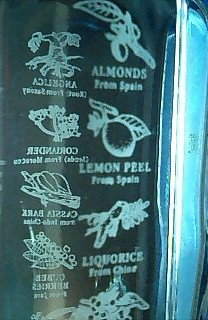 ALMONDS
From Spain
LEMON PEEL
From Spain
LIQUORICE
From China
ANGELICA
(Root) From Saxony
CORIANDER
(Seeds) From Morocco
CASSIA BARK
From Indo China
CUBEB
BERRIES
From Java